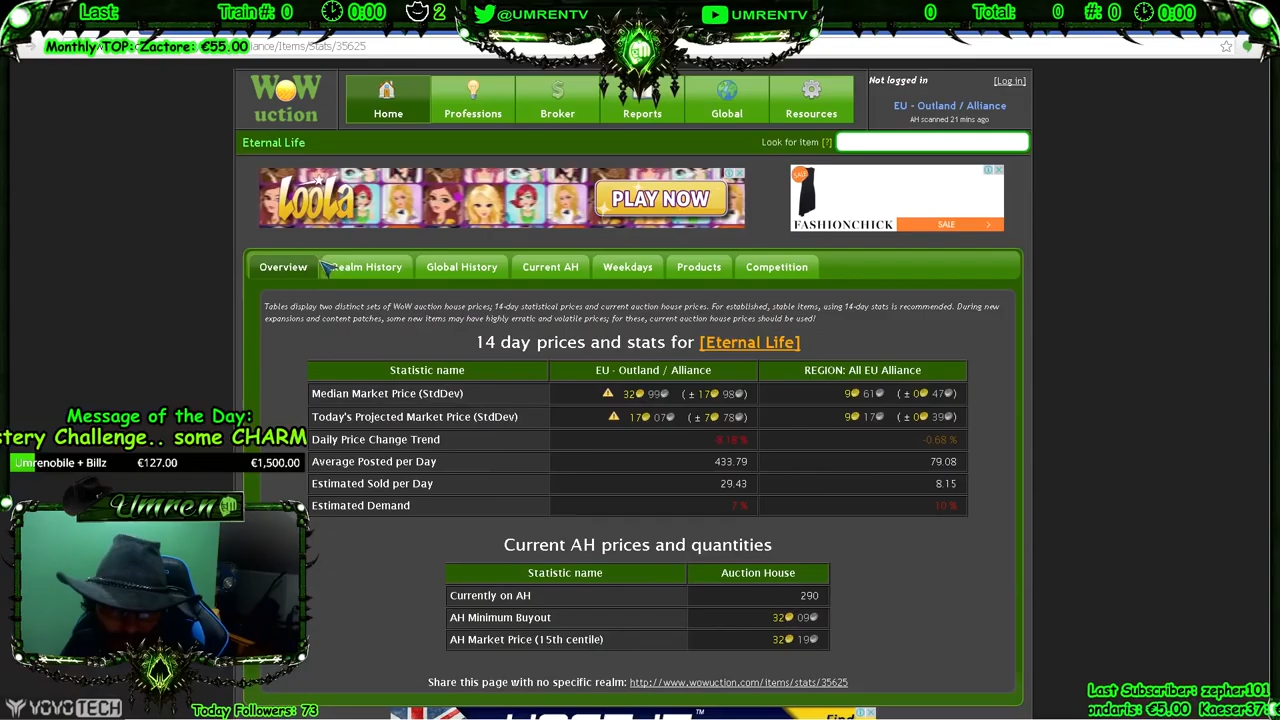 Last:
Train #: 0
0:00
2
@UMRENTV
UMRENTV
0
Total:
0
#: 0
0:00
Monthly TOP: Zactore: €55.00
ance/Items/Stats/35625
WoW
uction
Home
Professions
Broker
Reports
Global
Resources
Not logged in
[Log in]
EU - Outland / Alliance
AH scanned 21 mins ago
Eternal Life
Look for Item [?]
LooLa
PLAY NOW
SALE
FASHIONCHICK
SALE
Overview
Realm History
Global History
Current AH
Weekdays
Products
Competition
Tables display two distinct sets of WoW auction house prices; 14-day statistical prices and current auction house prices. For established, stable items, using 14-day stats is recommended. During new
expansions and content patches, some new items may have highly erratic and volatile prices; for these, current auction house prices should be used!
14 day prices and stats for [Eternal Life]
Statistic name EU - Outland / Alliance REGION: All EU Alliance
Median Market Price (StdDev) 32 99 (± 17 98) 9 61 (± 0 47)
Today's Projected Market Price (StdDev) 17 07 (± 7 78) 9 17 (± 0 39)
Daily Price Change Trend -8.18 % -0.68 %
Average Posted per Day 433.79 79.08
Estimated Sold per Day 29.43 8.15
Estimated Demand 7 % 10 %
Current AH prices and quantities
Statistic name Auction House
Currently on AH 290
AH Minimum Buyout 32 09
AH Market Price (15th centile) 32 19
Share this page with no specific realm: http://www.wowuction.com/items/stats/35625
Message of the Day:
stery Challenge.. some CHARM
Umrenobile + Billz €127.00 €1,500.00
Umren
YOYOTECH
Today Followers: 73
Find
Last Subscriber: zepher101
ondaris: €5.00 Kaeser37: